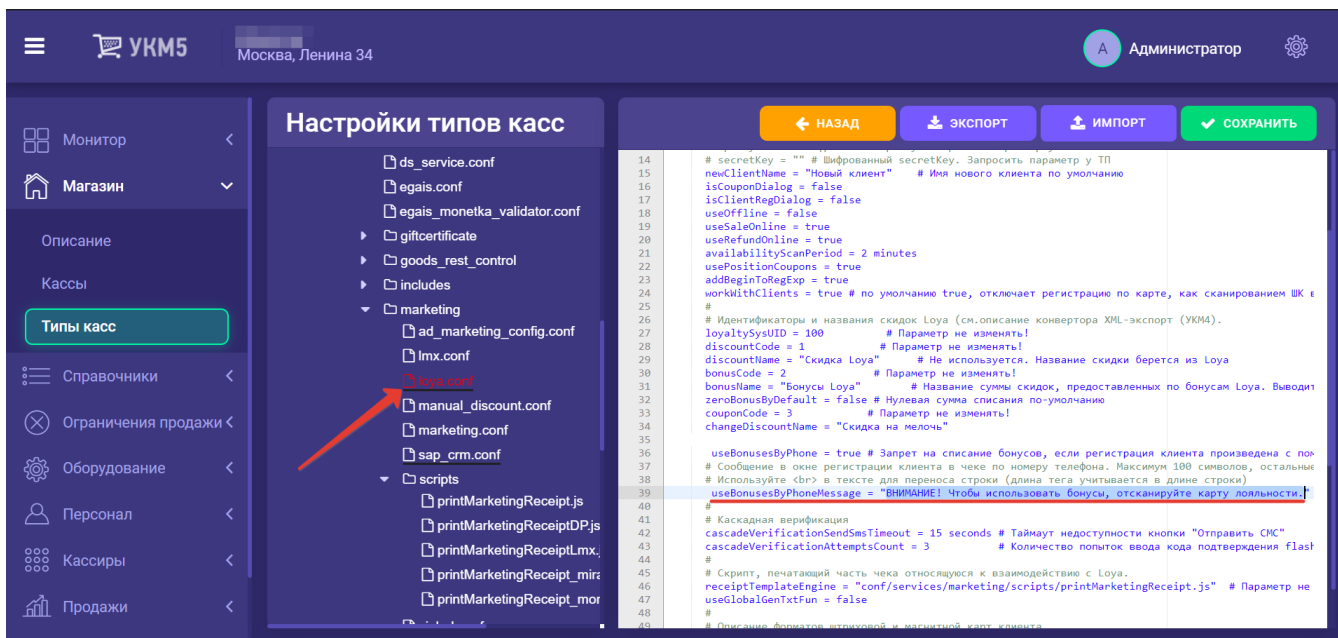 УКМ5
Москва, Ленина 34
А
Администратор
Монитор
Магазин
Описание
Кассы
Типы касс
Справочники
Ограничения продажи
Оборудование
Персонал
Кассиры
Продажи
Настройки типов касс
ds_service.conf
egais.conf
egais_monetka_validator.conf
giftcertificate
goods_rest_control
includes
marketing
ad_marketing_config.conf
lmx.conf
loya.conf
manual_discount.conf
marketing.conf
sap_crm.conf
scripts
printMarketingReceipt.js
printMarketingReceiptDP.js
printMarketingReceiptLmx.
printMarketingReceipt_mira
printMarketingReceipt_mor
НАЗАД
ЭКСПОРТ
ИМПОРТ
СОХРАНИТЬ
14 # secretKey = "" # Шифрованный secretKey. Запросить параметр у ТП
15 newClientName = "Новый клиент" # Имя нового клиента по умолчанию
16 isCouponDialog = false
17 isClientRegDialog = false
18 useOffline = false
19 useSaleOnline = true
20 useRefundOnline = true
21 availabilityScanPeriod = 2 minutes
22 usePositionCoupons = true
23 addBeginToRegExp = true
24 workWithClients = true # по умолчанию true, отключает регистрацию по карте, как сканированием ШК в
25 #
26 # Идентификаторы и названия скидок Loya (см.описание конвертора XML-экспорт (УКМ4).
27 loyaltySysUID = 100 # Параметр не изменять!
28 discountCode = 1 # Параметр не изменять!
29 discountName = "Скидка Loya" # Не используется. Название скидки берется из Loya
30 bonusCode = 2 # Параметр не изменять!
31 bonusName = "Бонусы Loya" # Название суммы скидок, предоставленных по бонусам Loya. Выводит
32 zeroBonusByDefault = false # Нулевая сумма списания по-умолчанию
33 couponCode = 3 # Параметр не изменять!
34 changeDiscountName = "Скидка на мелочь"
35
36 useBonusesByPhone = true # Запрет на списание бонусов, если регистрация клиента произведена с пом
37 # Сообщение в окне регистрации клиента в чеке по номеру телефона. Максимум 100 символов, остальные
38 # Используйте <br> в тексте для переноса строки (длина тега учитывается в длине строки)
39 useBonusesByPhoneMessage = "ВНИМАНИЕ! Чтобы использовать бонусы, отсканируйте карту лояльности."
40 #
41 # Каскадная верификация
42 cascadeVerificationSendSmsTimeout = 15 seconds # Таймаут недоступности кнопки "Отправить СМС"
43 cascadeVerificationAttemptsCount = 3 # Количество попыток ввода кода подтверждения flash
44 #
45 # Скрипт, печатающий часть чека относящуюся к взаимодействию с Loya.
46 receiptTemplateEngine = "conf/services/marketing/scripts/printMarketingReceipt.js" # Параметр не
47 useGlobalGenTxtFun = false
48 #
49 # Описание форматов штриховой и магнитной карт клиента